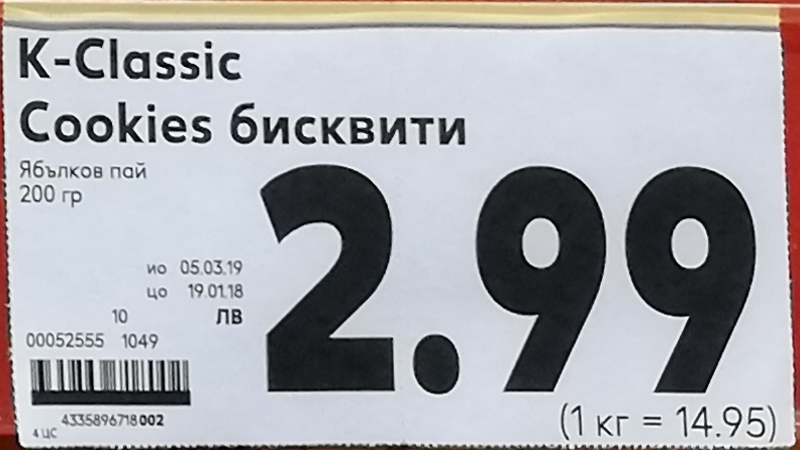 K-Classic
Cookies бисквити
Ябълков пай
200 гр
2.99
ио 05.03.19
цо 19.01.18
10 ЛВ
00052555 1049
4335896718002
4 ЦС
(1 кг = 14.95)